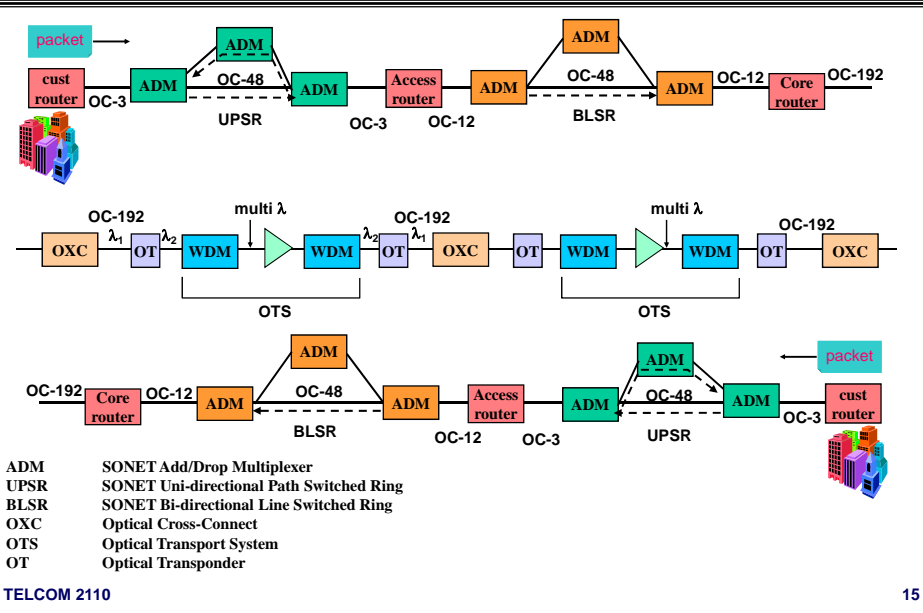 packet
cust
router
OC-3
ADM
ADM
OC-48
ADM
UPSR
OC-3
Access
router
OC-12
ADM
ADM
OC-48
ADM
BLSR
OC-12
Core
router
OC-192
OXC
OC-192
λ1
OT
λ2
WDM
multi λ
WDM
OTS
λ2
OT
λ1
OC-192
OXC
OT
WDM
multi λ
WDM
OTS
OT
OC-192
OXC
OC-192
Core
router
OC-12
ADM
ADM
OC-48
ADM
BLSR
OC-12
Access
router
OC-3
ADM
ADM
OC-48
ADM
UPSR
OC-3
packet
cust
router
ADM SONET Add/Drop Multiplexer
UPSR SONET Uni-directional Path Switched Ring
BLSR SONET Bi-directional Line Switched Ring
OXC Optical Cross-Connect
OTS Optical Transport System
OT Optical Transponder
TELCOM 2110 15